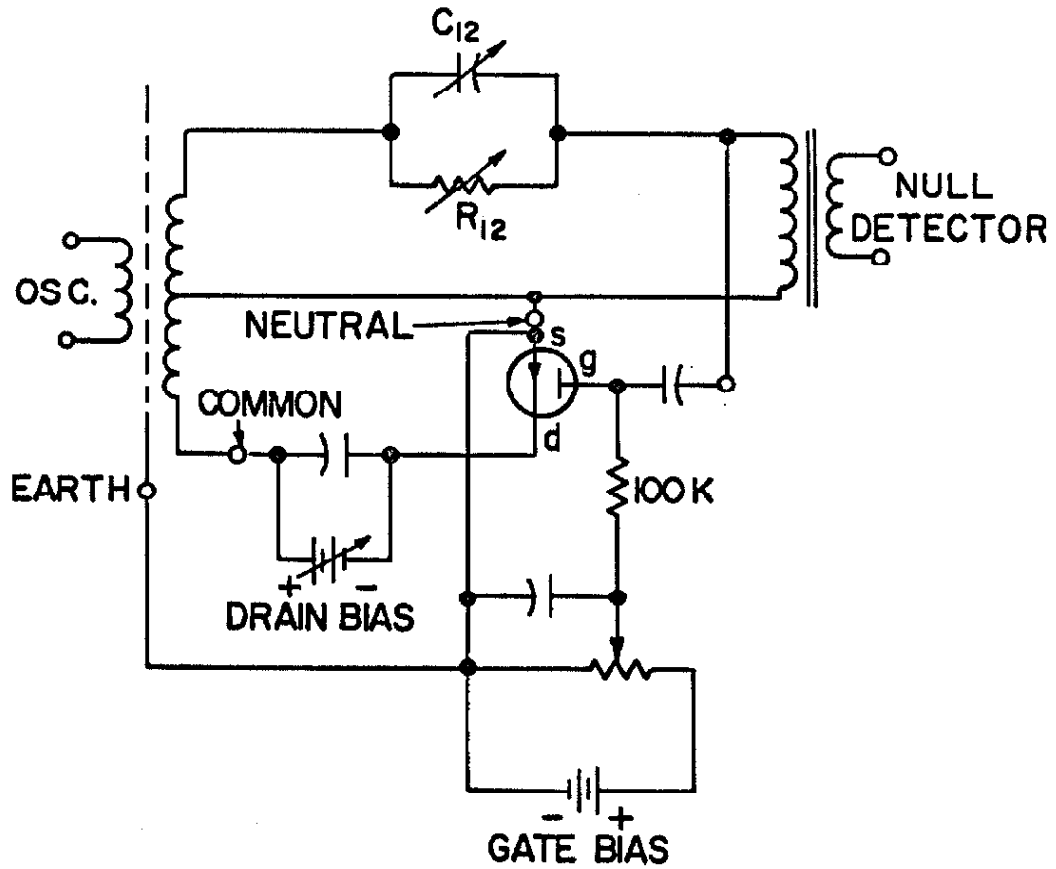 C12
R12
OSC.
NULL
DETECTOR
NEUTRAL
s
g
d
COMMON
EARTH
100K
+ -
DRAIN BIAS
- +
GATE BIAS